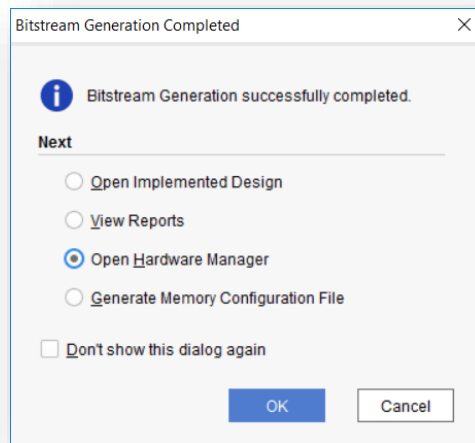 Bitstream Generation Completed
Bitstream Generation successfully completed.
Next
Open Implemented Design
View Reports
Open Hardware Manager
Generate Memory Configuration File
Don't show this dialog again
OK
Cancel